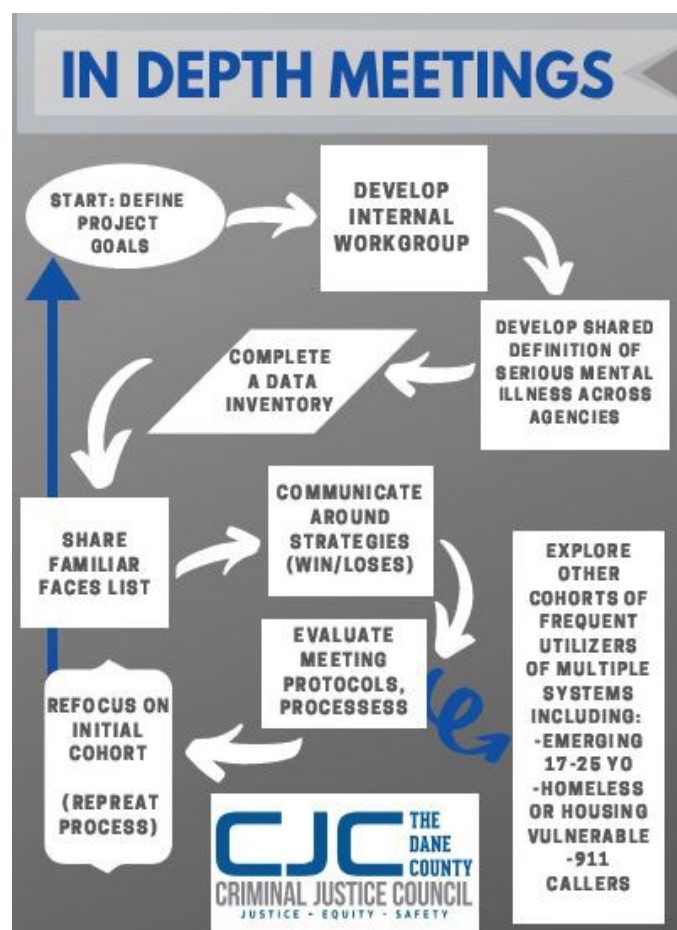 IN DEPTH MEETINGS
START: DEFINE
PROJECT
GOALS
DEVELOP
INTERNAL
WORKGROUP
DEVELOP SHARED
DEFINITION OF
SERIOUS MENTAL
ILLNESS ACROSS
AGENCIES
COMPLETE
A DATA
INVENTORY
SHARE
FAMILIAR
FACES LIST
COMMUNICATE
AROUND
STRATEGIES
(WIN/LOSES)
EVALUATE
MEETING
PROTOCOLS,
PROCESSESS
REFOCUS ON
INITIAL
COHORT
(REPREAT
PROCESS)
EXPLORE
OTHER
COHORTS OF
FREQUENT
UTILIZERS
OF MULTIPLE
SYSTEMS
INCLUDING:
-EMERGING
17-25 YO
-HOMELESS
OR HOUSING
VULNERABLE
-911
CALLERS
CJC
THE
DANE
COUNTY
CRIMINAL JUSTICE COUNCIL
JUSTICE - EQUITY - SAFETY